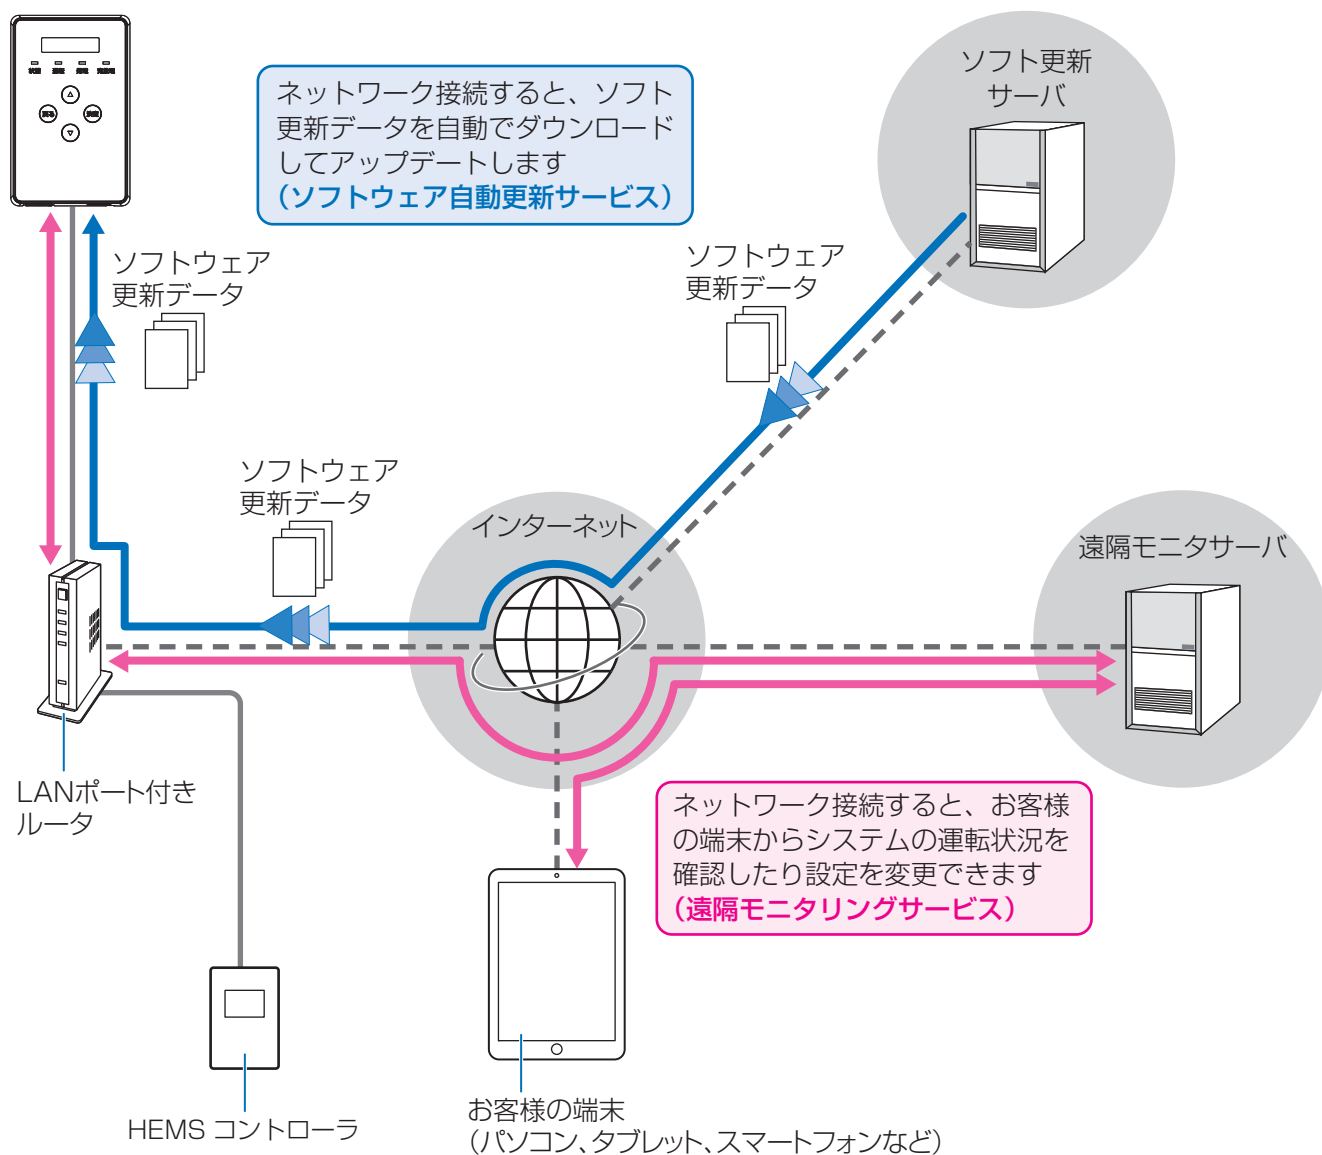 ソフト更新
サーバ
ネットワーク接続すると、ソフト
更新データを自動でダウンロード
してアップデートします
(ソフトウェア自動更新サービス)
戻る
ソフトウェア
更新データ
ソフトウェア
更新データ
ソフトウェア
更新データ
インターネット
遠隔モニタサーバ
LANポート付き
ルータ
ネットワーク接続すると、お客様
の端末からシステムの運転状況を
確認したり設定を変更できます
(遠隔モニタリングサービス)
HEMS コントローラ
お客様の端末
(パソコン、タブレット、スマートフォンなど)